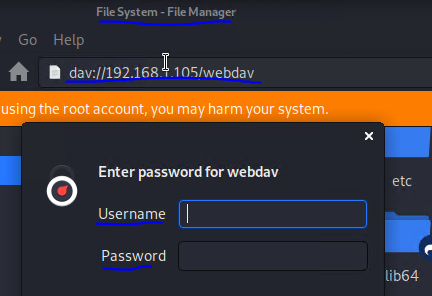 File System - File Manager
Go Help
dav://192.168.1.105/webdav
using the root account, you may harm your system.
Enter password for webdav
etc
Username
Password
lib64